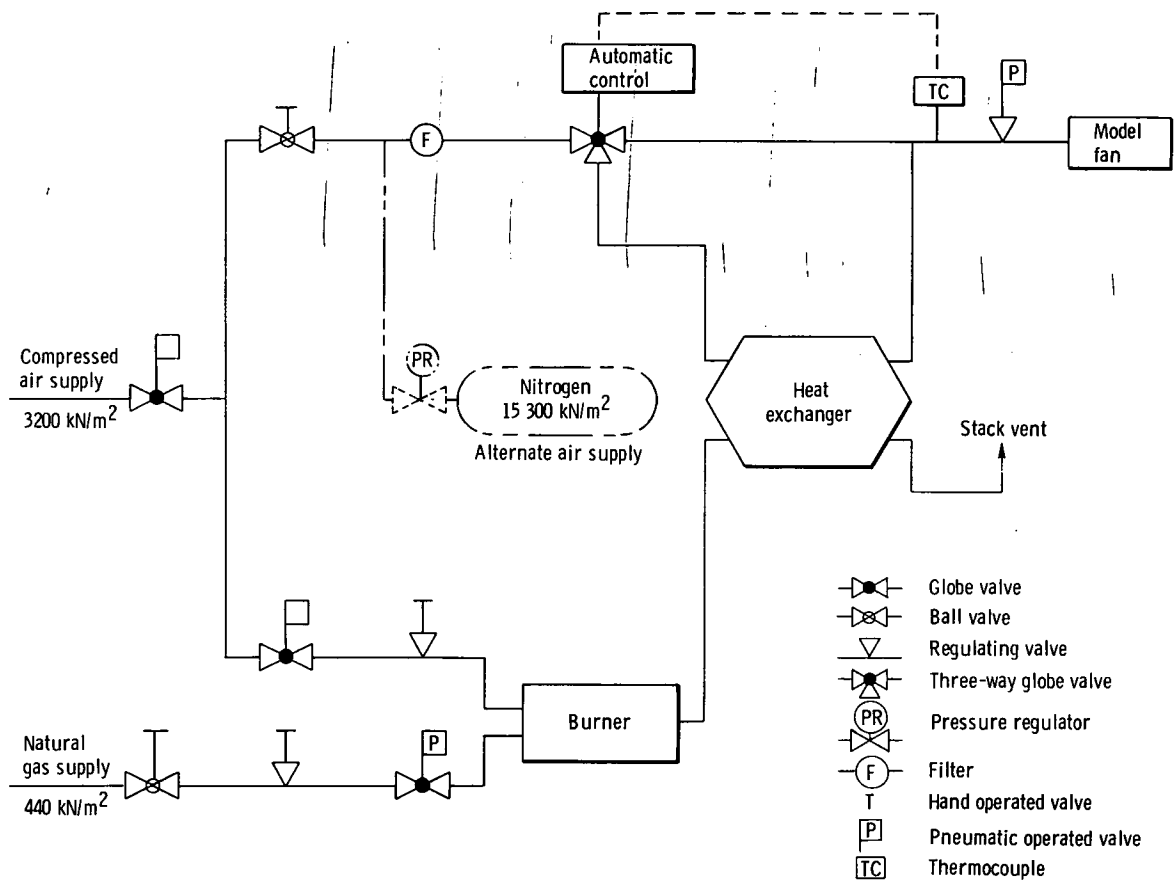 Automatic
control
TC
P
Model
fan
F
Compressed
air supply
3200 kN/m²
PR
Nitrogen
15 300 kN/m²
Alternate air supply
Heat
exchanger
Stack vent
Burner
Natural
gas supply
440 kN/m²
P
Globe valve
Ball valve
Regulating valve
Three-way globe valve
PR Pressure regulator
F Filter
T Hand operated valve
P Pneumatic operated valve
TC Thermocouple